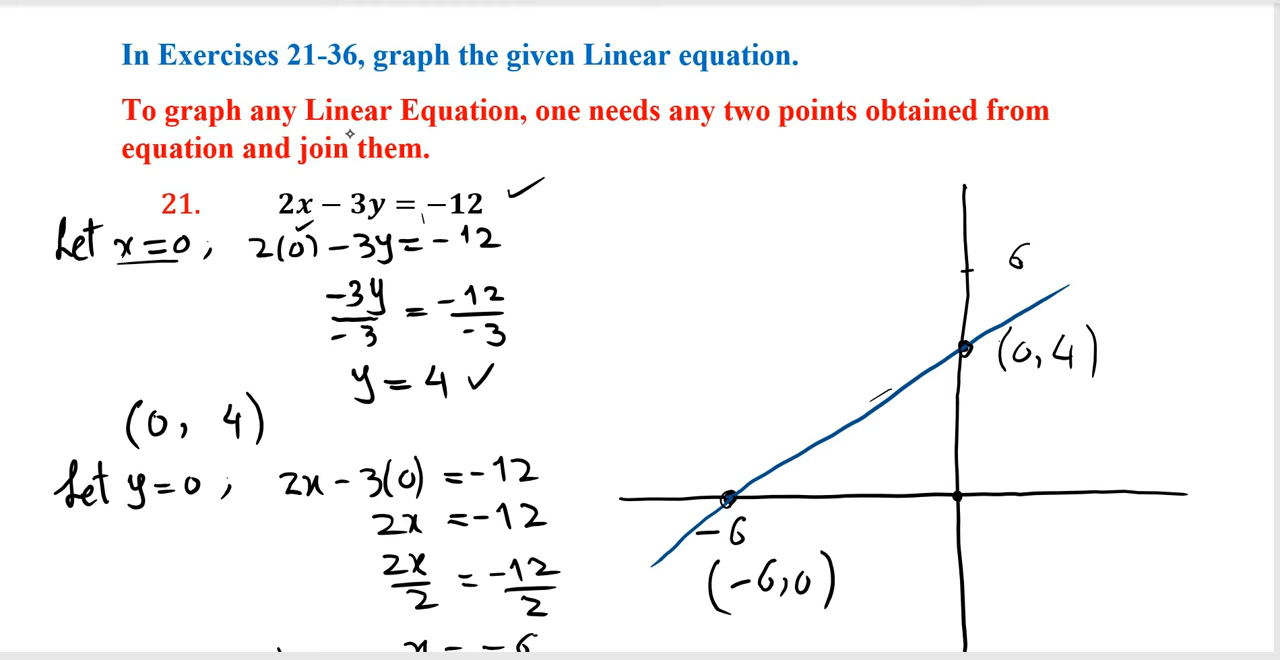 In Exercises 21-36, graph the given Linear equation.
To graph any Linear Equation, one needs any two points obtained from
equation and join them.
21. 2x − 3y = −12 ✓
Let x=0, 2(0) − 3y = −12
−3y/−3 = −12/−3
y = 4 ✓
(0, 4)
Let y=0, 2x − 3(0) = −12
2x = −12
2x/2 = −12/2
x = −6
6
(0, 4)
−6
(−6, 0)